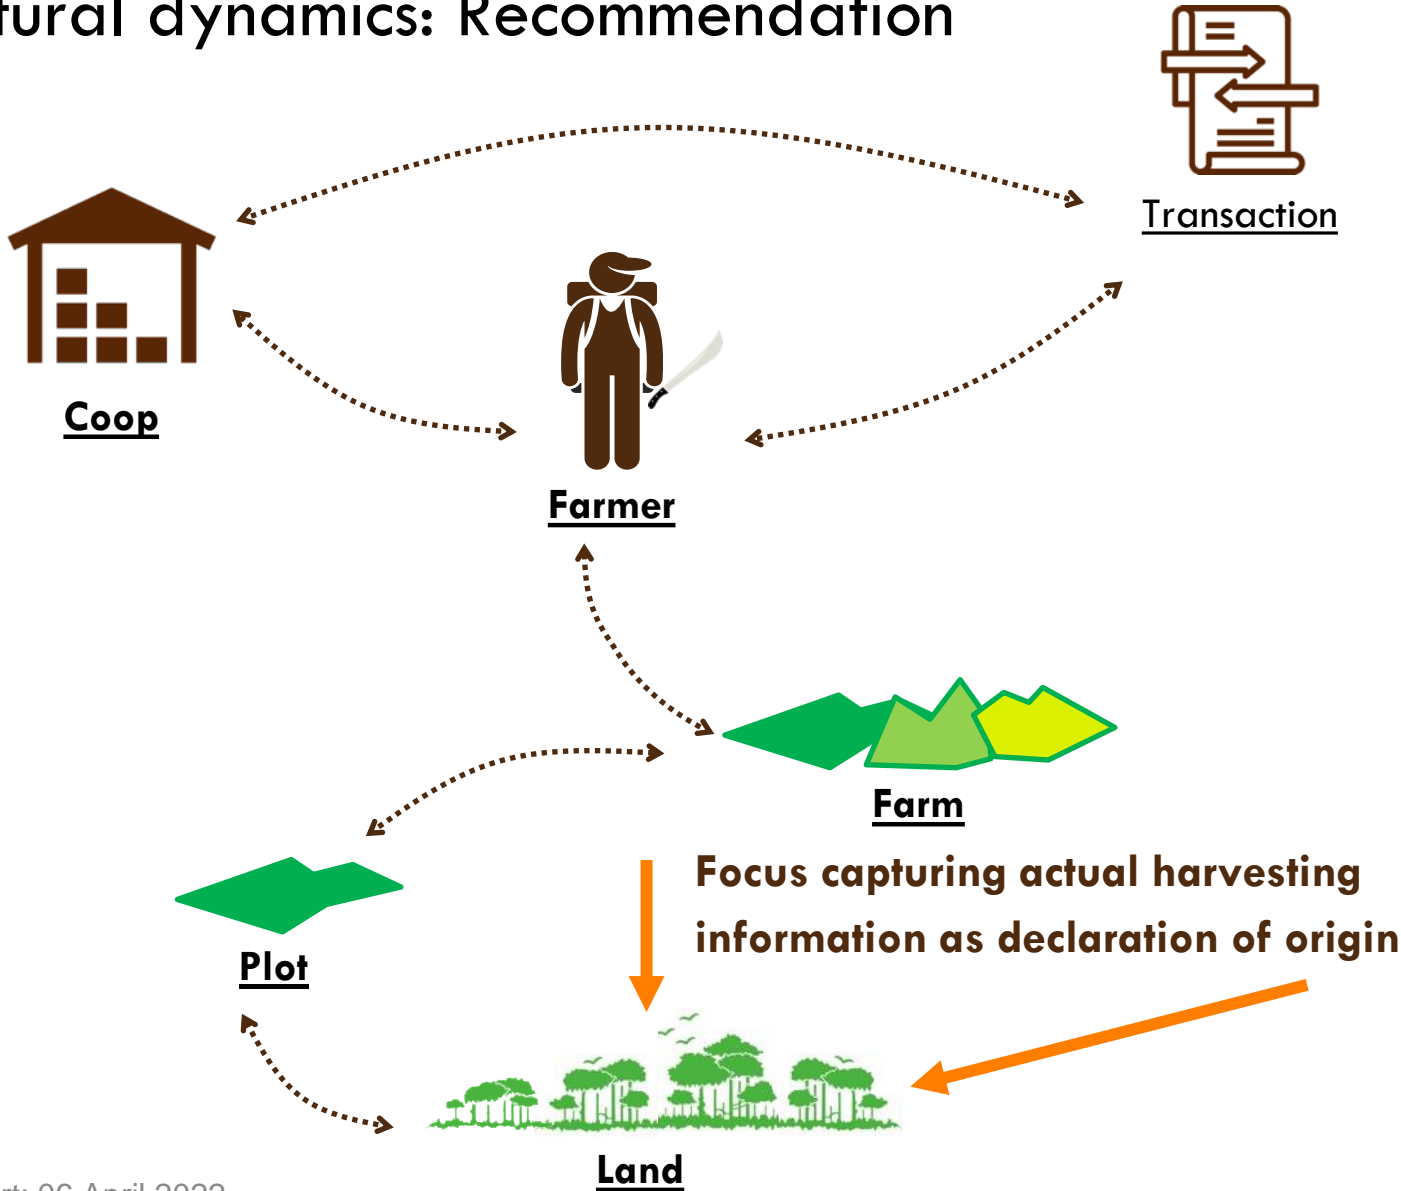 tural dynamics: Recommendation
Transaction
Coop
Farmer
Farm
Focus capturing actual harvesting
information as declaration of origin
Plot
Land